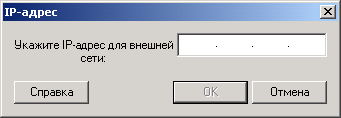 IP-адрес
Укажите IP-адрес для внешней
сети:
. . .
Справка
OK
Отмена